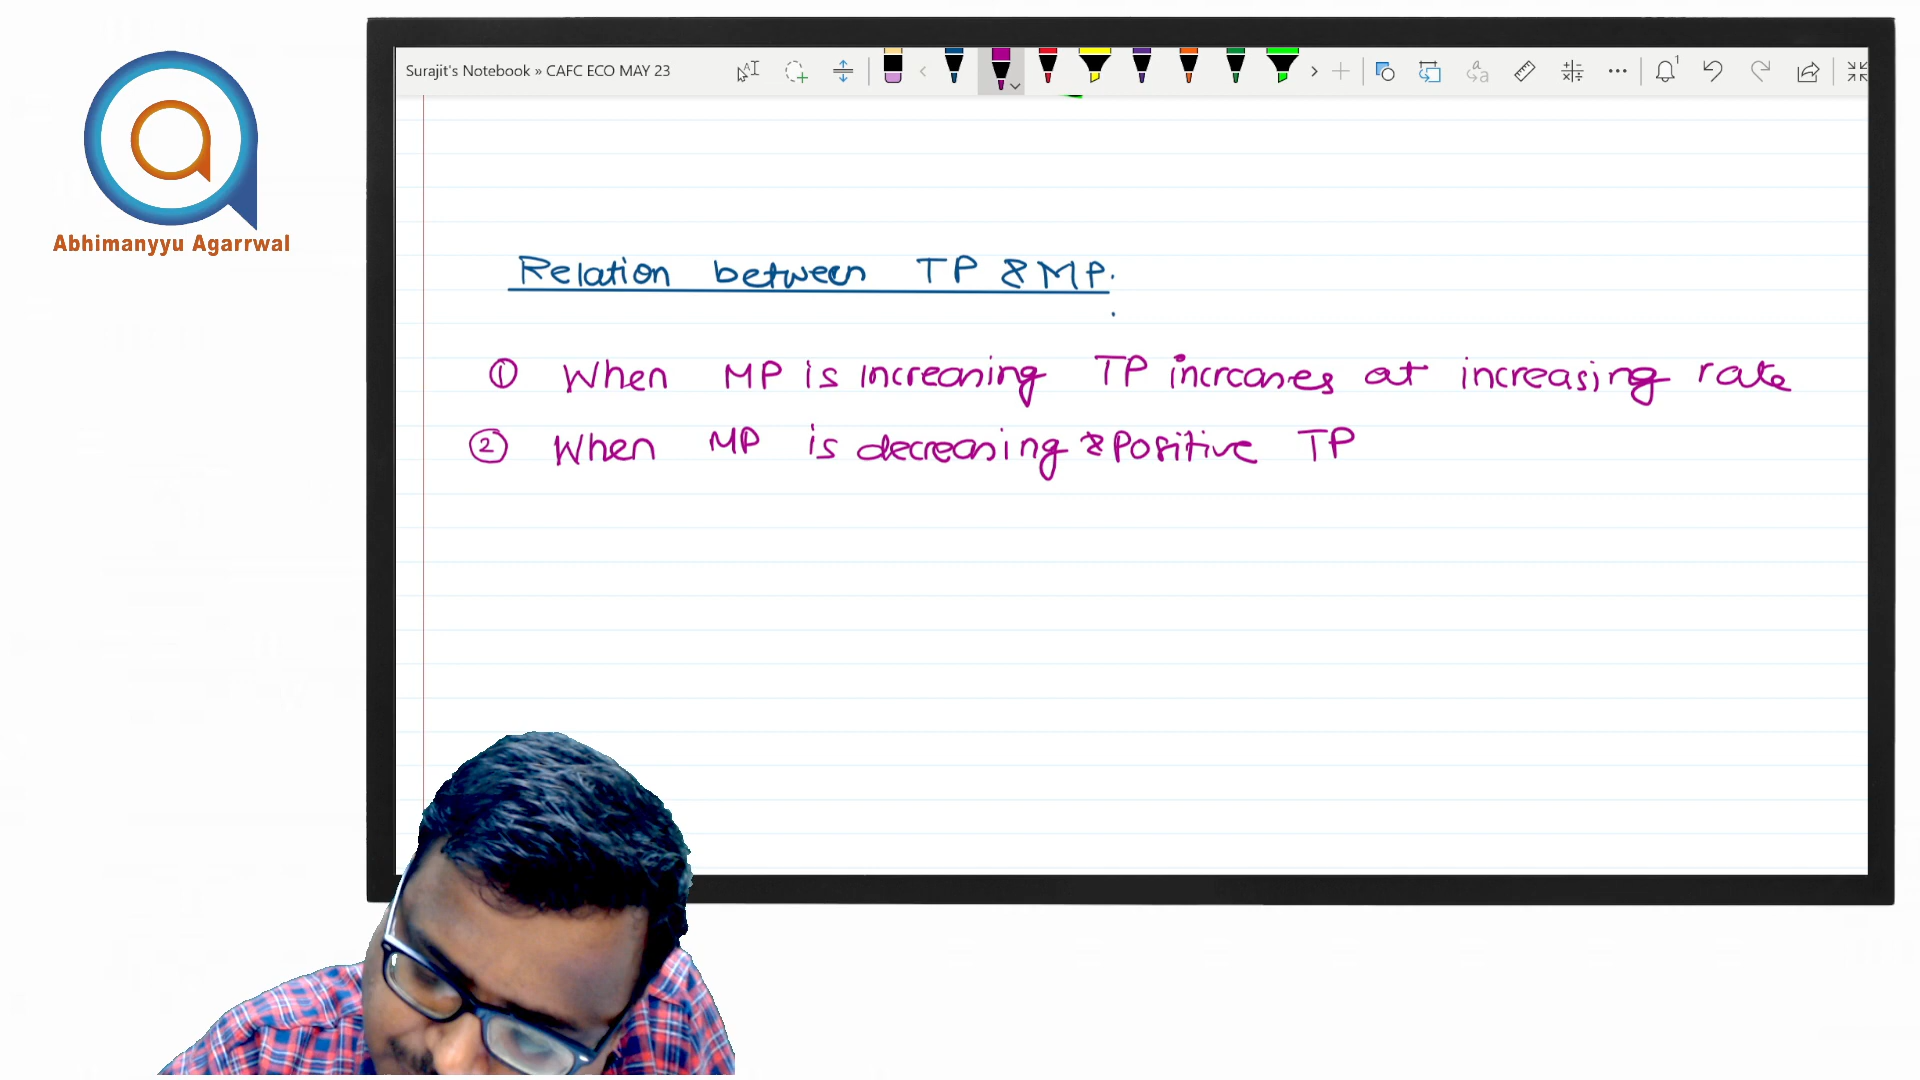 Surajit's Notebook » CAFC ECO MAY 23
Abhimanyyu Agarrwal
Relation between TP & MP.
① When MP is increasing TP increases at increasing rate
② When MP is decreasing & Positive TP